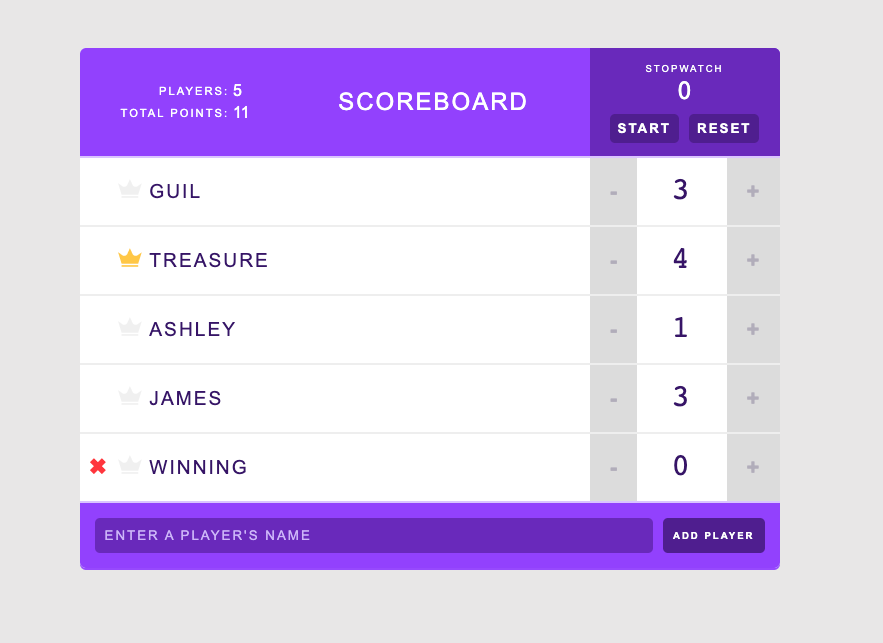 PLAYERS: 5
TOTAL POINTS: 11
SCOREBOARD
STOPWATCH
0
START RESET
GUIL - 3 +
TREASURE - 4 +
ASHLEY - 1 +
JAMES - 3 +
✖ WINNING - 0 +
ENTER A PLAYER'S NAME ADD PLAYER